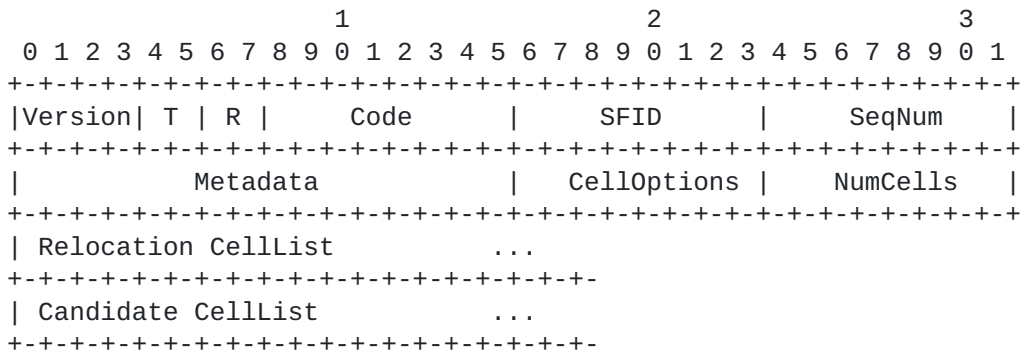 1                   2                   3
 0 1 2 3 4 5 6 7 8 9 0 1 2 3 4 5 6 7 8 9 0 1 2 3 4 5 6 7 8 9 0 1
+-+-+-+-+-+-+-+-+-+-+-+-+-+-+-+-+-+-+-+-+-+-+-+-+-+-+-+-+-+-+-+-+
|Version| T | R |     Code      |     SFID      |     SeqNum    |
+-+-+-+-+-+-+-+-+-+-+-+-+-+-+-+-+-+-+-+-+-+-+-+-+-+-+-+-+-+-+-+-+
|           Metadata            |  CellOptions  |    NumCells   |
+-+-+-+-+-+-+-+-+-+-+-+-+-+-+-+-+-+-+-+-+-+-+-+-+-+-+-+-+-+-+-+-+
| Relocation CellList          ...
+-+-+-+-+-+-+-+-+-+-+-+-+-+-+-+-+-+-
| Candidate CellList           ...
+-+-+-+-+-+-+-+-+-+-+-+-+-+-+-+-+-+-